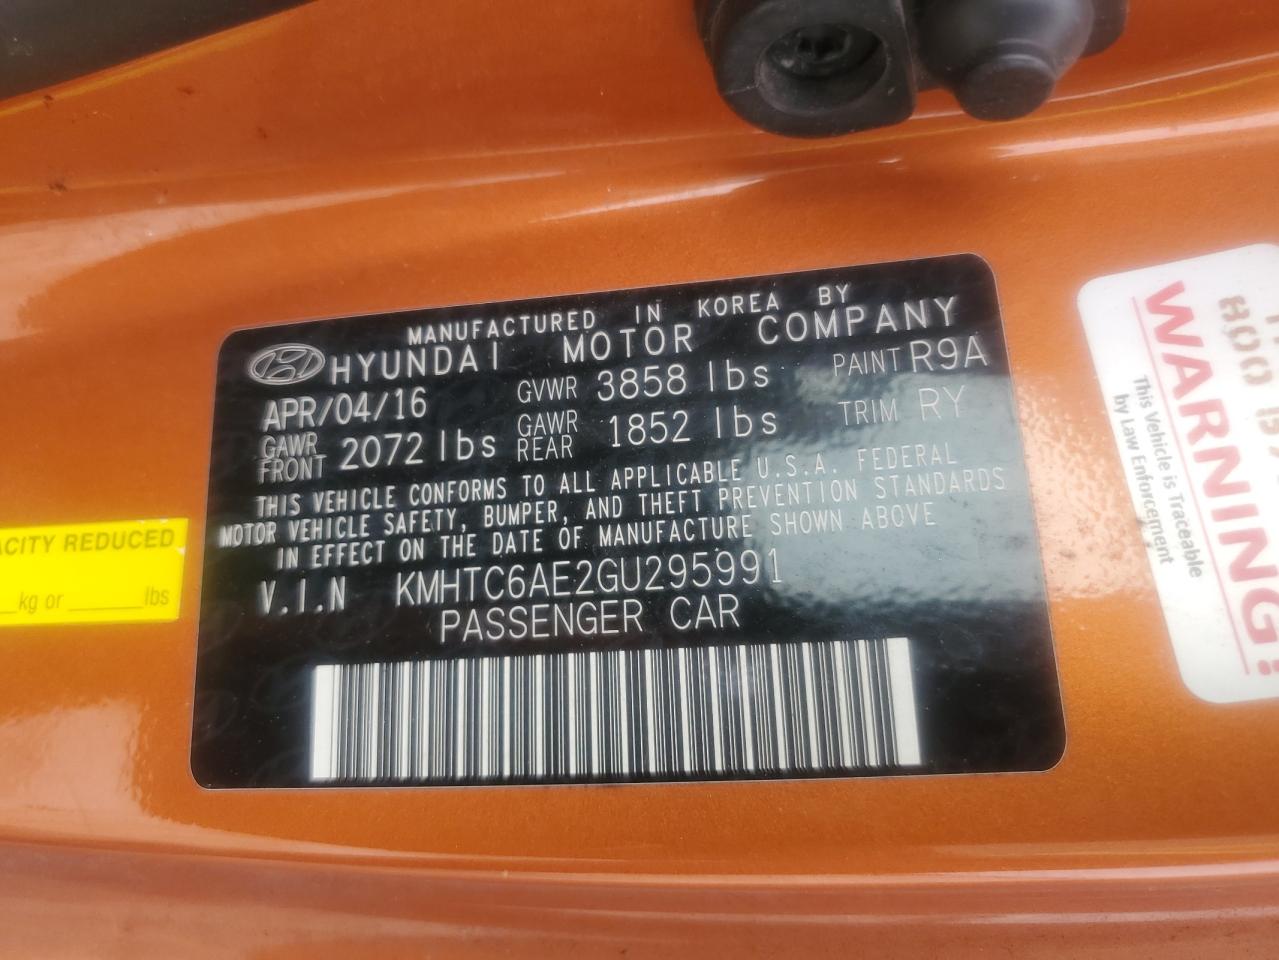 MANUFACTURED IN KOREA BY
HYUNDAI MOTOR COMPANY
APR/04/16 GVWR 3858 lbs PAINT R9A
GAWR FRONT 2072 lbs GAWR REAR 1852 lbs TRIM RY
THIS VEHICLE CONFORMS TO ALL APPLICABLE U.S.A. FEDERAL
MOTOR VEHICLE SAFETY, BUMPER, AND THEFT PREVENTION STANDARDS
IN EFFECT ON THE DATE OF MANUFACTURE SHOWN ABOVE
V.I.N KMHTC6AE2GU295991
PASSENGER CAR
ACITY REDUCED
kg or lbs
WARNING!
This Vehicle is Traceable
by Law Enforcement